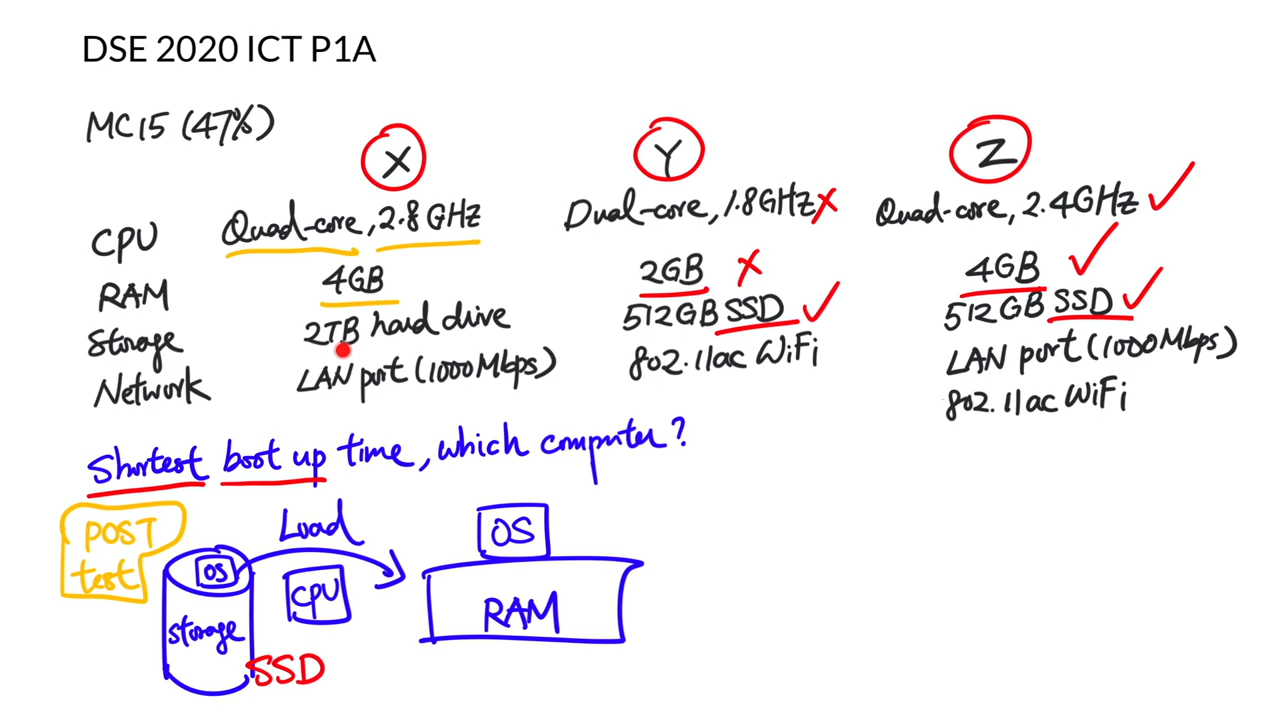 DSE 2020 ICT P1A
MC15 (47%)
X Y Z
CPU Quad-core, 2.8GHz Dual-core, 1.8GHz Quad-core, 2.4GHz
RAM 4GB 2GB 4GB
Storage 2TB hard drive 512GB SSD 512GB SSD
Network LAN port (1000Mbps) 802.11ac WiFi LAN port (1000Mbps)
802.11ac WiFi
Shortest boot up time, which computer?
POST
test
Load
OS
OS
CPU
storage
RAM
SSD